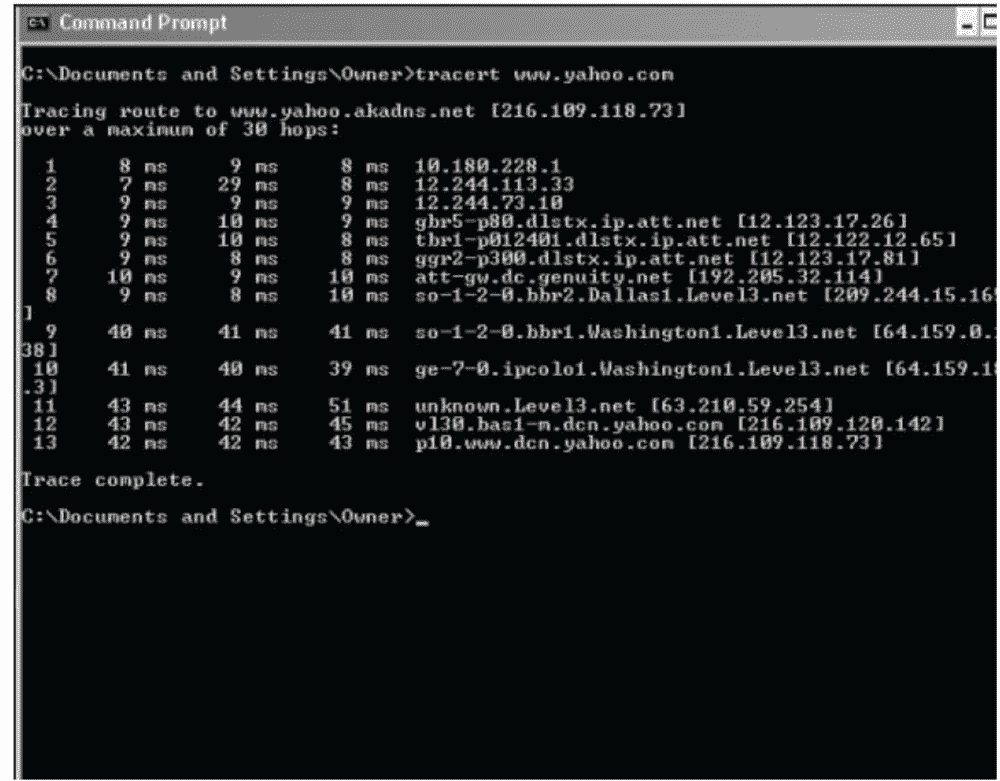 Command Prompt
C:\Documents and Settings\Owner>tracert www.yahoo.com
Tracing route to www.yahoo.akadns.net [216.109.118.73]
over a maximum of 30 hops:
1 8 ms 9 ms 8 ms 10.180.228.1
2 7 ms 29 ms 8 ms 12.244.113.33
3 9 ms 9 ms 9 ms 12.244.73.10
4 9 ms 10 ms 9 ms gbr5-p80.dlstx.ip.att.net [12.123.17.26]
5 9 ms 10 ms 8 ms tbr1-p012401.dlstx.ip.att.net [12.122.12.65]
6 9 ms 8 ms 8 ms ggr2-p300.dlstx.ip.att.net [12.123.17.81]
7 10 ms 9 ms 10 ms att-gw.dc.genuity.net [192.205.32.114]
8 9 ms 8 ms 10 ms so-1-2-0.bbr2.Dallas1.Level3.net [209.244.15.165
]
9 40 ms 41 ms 41 ms so-1-2-0.bbr1.Washington1.Level3.net [64.159.0.
38]
10 41 ms 40 ms 39 ms ge-7-0.ipcolo1.Washington1.Level3.net [64.159.18
.3]
11 43 ms 44 ms 51 ms unknown.Level3.net [63.210.59.254]
12 43 ms 42 ms 45 ms vl30.bas1-m.dcn.yahoo.com [216.109.120.142]
13 42 ms 42 ms 43 ms p10.www.dcn.yahoo.com [216.109.118.73]
Trace complete.
C:\Documents and Settings\Owner>_